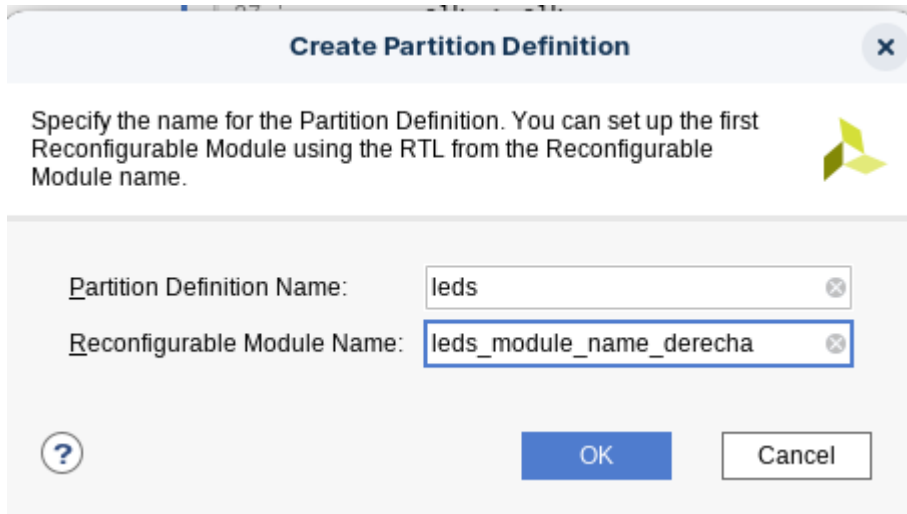 Create Partition Definition
Specify the name for the Partition Definition. You can set up the first
Reconfigurable Module using the RTL from the Reconfigurable
Module name.
Partition Definition Name: leds
Reconfigurable Module Name: leds_module_name_derecha
? OK Cancel